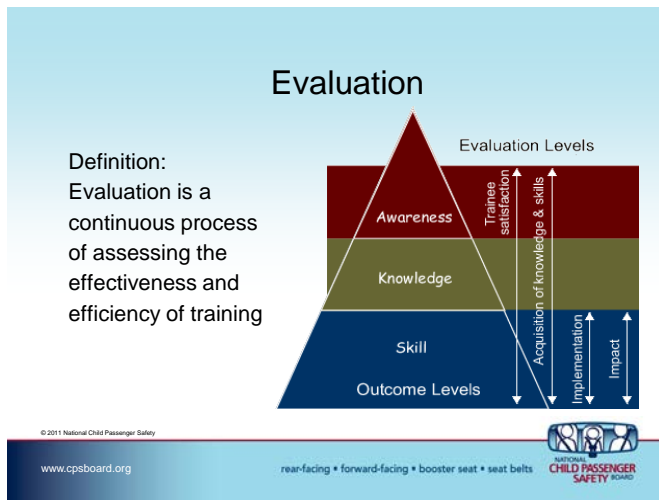 Evaluation
Definition:
Evaluation is a
continuous process
of assessing the
effectiveness and
efficiency of training
Evaluation Levels
Awareness
Knowledge
Skill
Outcome Levels
Trainee
satisfaction
Acquisition of knowledge & skills
Implementation
Impact
© 2011 National Child Passenger Safety
www.cpsboard.org
rear-facing • forward-facing • booster seat • seat belts
NATIONAL
CHILD PASSENGER
SAFETY BOARD